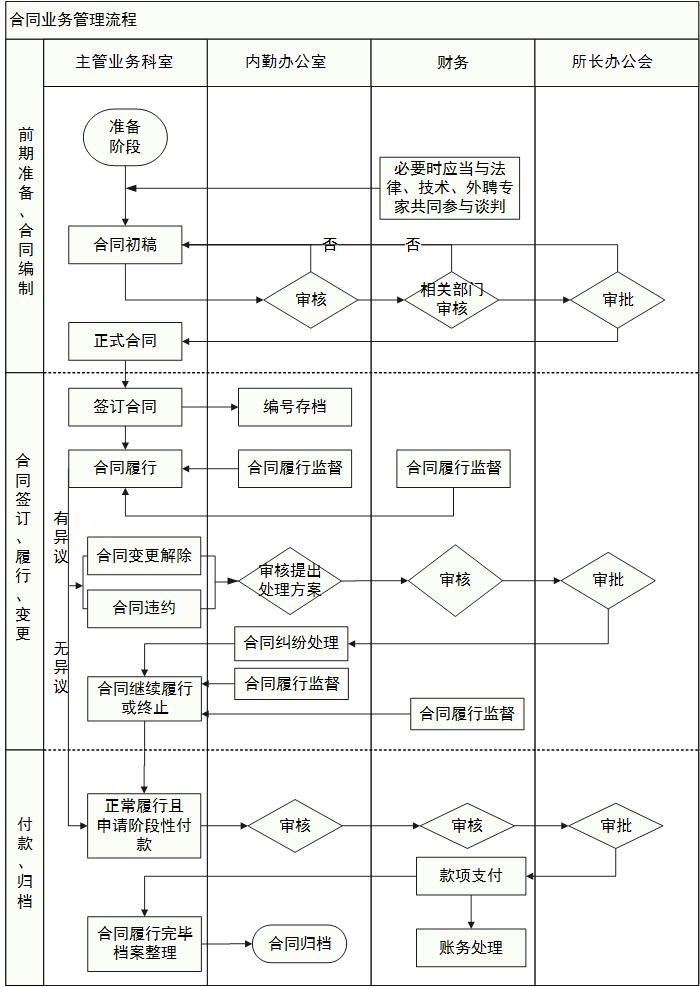 合同业务管理流程
主管业务科室
内勤办公室
财务
所长办公会
前期准备、合同编制
准备
阶段
必要时应当与法
律、技术、外聘专
家共同参与谈判
合同初稿
否
否
审核
相关部门
审核
审批
正式合同
合同签订、履行、变更
签订合同
编号存档
合同履行
合同履行监督
合同履行监督
有异议
合同变更解除
合同违约
审核提出
处理方案
审核
审批
无异议
合同纠纷处理
合同继续履行
或终止
合同履行监督
合同履行监督
付款、归档
正常履行且
申请阶段性付
款
审核
审核
审批
款项支付
合同履行完毕
档案整理
合同归档
账务处理